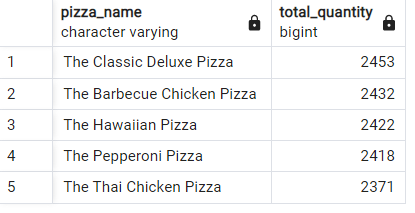 pizza_name total_quantity
character varying bigint
1 The Classic Deluxe Pizza 2453
2 The Barbecue Chicken Pizza 2432
3 The Hawaiian Pizza 2422
4 The Pepperoni Pizza 2418
5 The Thai Chicken Pizza 2371